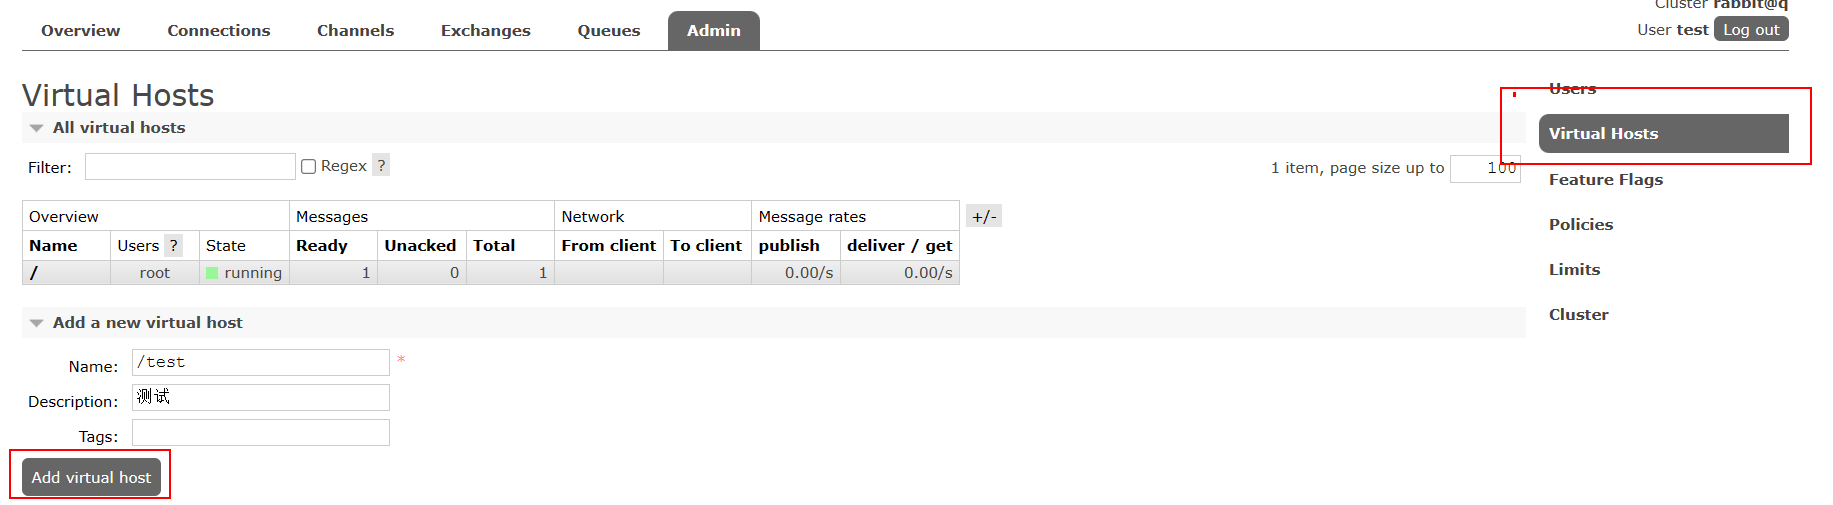 Cluster rabbit@q
Overview Connections Channels Exchanges Queues Admin
User test Log out
Virtual Hosts
Users
All virtual hosts
Virtual Hosts
Filter: Regex ?
1 item, page size up to 100
Feature Flags
Overview Messages Network Message rates +/-
Policies
Name Users ? State Ready Unacked Total From client To client publish deliver / get
/ root running 1 0 1 0.00/s 0.00/s
Limits
Cluster
Add a new virtual host
Name: /test *
Description: 测试
Tags:
Add virtual host